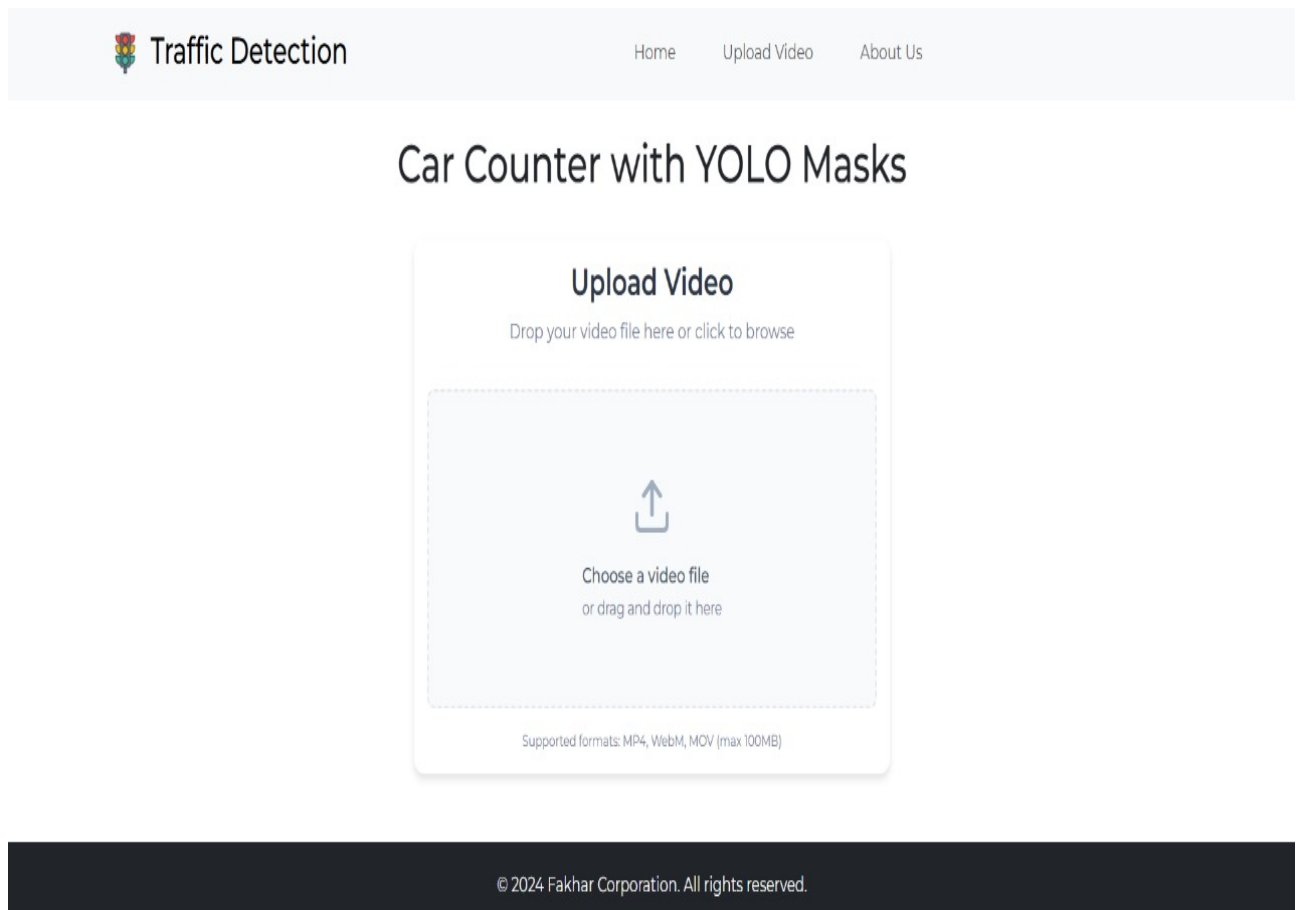 Traffic Detection
Home Upload Video About Us
Car Counter with YOLO Masks
Upload Video
Drop your video file here or click to browse
Choose a video file
or drag and drop it here
Supported formats: MP4, WebM, MOV (max 100MB)
© 2024 Fakhar Corporation. All rights reserved.